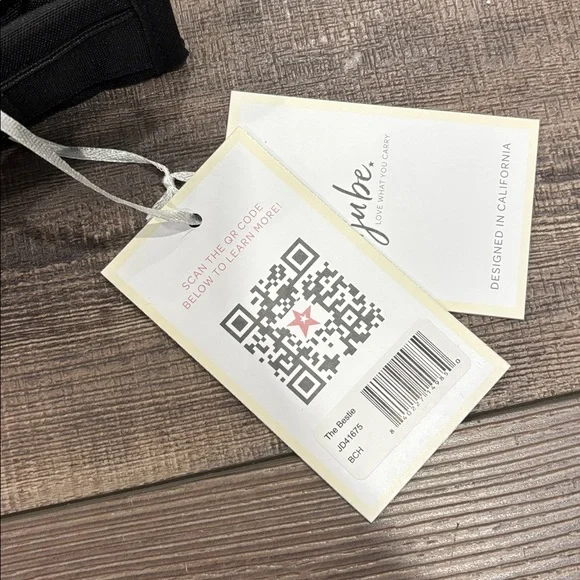 SCAN THE QR CODE
BELOW TO LEARN MORE!
The Bestie
JD41675
BCH
jube.
LOVE WHAT YOU CARRY
DESIGNED IN CALIFORNIA